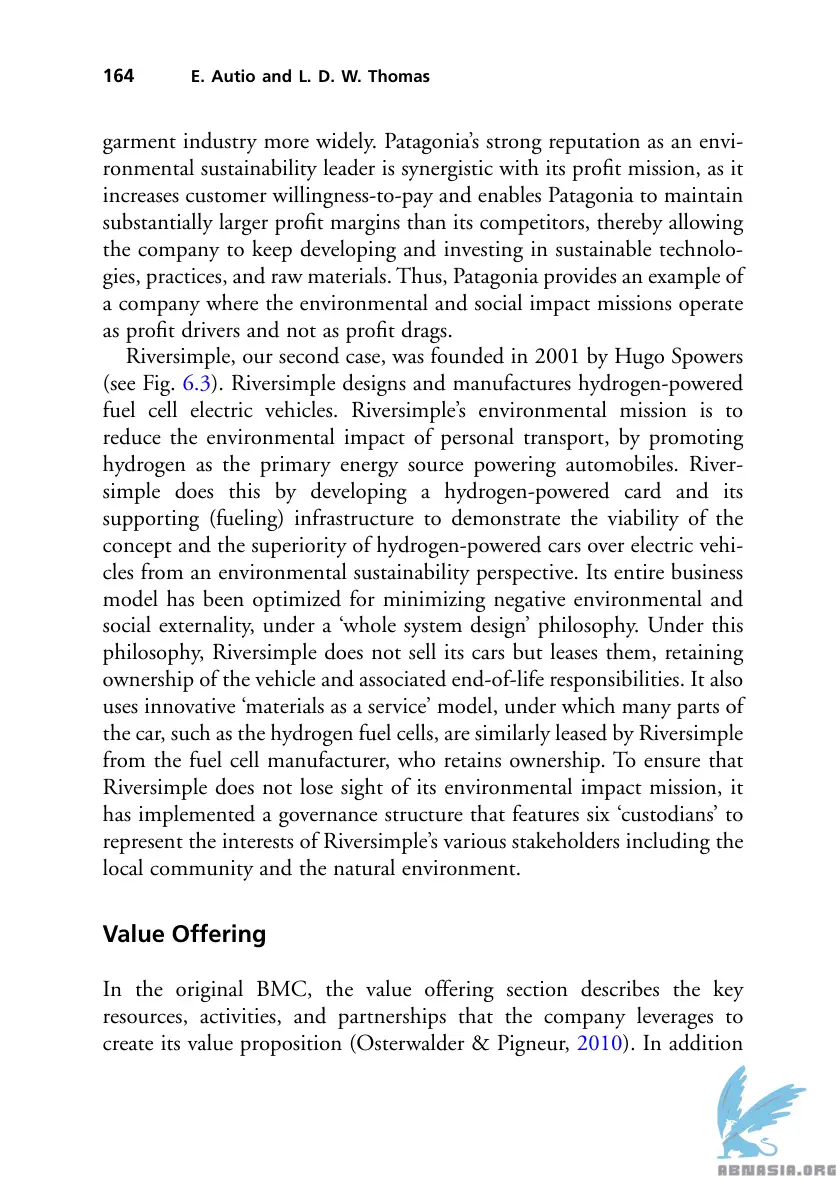 164 E. Autio and L. D. W. Thomas
garment industry more widely. Patagonia’s strong reputation as an envi-
ronmental sustainability leader is synergistic with its profit mission, as it
increases customer willingness-to-pay and enables Patagonia to maintain
substantially larger profit margins than its competitors, thereby allowing
the company to keep developing and investing in sustainable technolo-
gies, practices, and raw materials. Thus, Patagonia provides an example of
a company where the environmental and social impact missions operate
as profit drivers and not as profit drags.
Riversimple, our second case, was founded in 2001 by Hugo Spowers
(see Fig. 6.3). Riversimple designs and manufactures hydrogen-powered
fuel cell electric vehicles. Riversimple’s environmental mission is to
reduce the environmental impact of personal transport, by promoting
hydrogen as the primary energy source powering automobiles. River-
simple does this by developing a hydrogen-powered card and its
supporting (fueling) infrastructure to demonstrate the viability of the
concept and the superiority of hydrogen-powered cars over electric vehi-
cles from an environmental sustainability perspective. Its entire business
model has been optimized for minimizing negative environmental and
social externality, under a ‘whole system design’ philosophy. Under this
philosophy, Riversimple does not sell its cars but leases them, retaining
ownership of the vehicle and associated end-of-life responsibilities. It also
uses innovative ‘materials as a service’ model, under which many parts of
the car, such as the hydrogen fuel cells, are similarly leased by Riversimple
from the fuel cell manufacturer, who retains ownership. To ensure that
Riversimple does not lose sight of its environmental impact mission, it
has implemented a governance structure that features six ‘custodians’ to
represent the interests of Riversimple’s various stakeholders including the
local community and the natural environment.
Value Offering
In the original BMC, the value offering section describes the key
resources, activities, and partnerships that the company leverages to
create its value proposition (Osterwalder & Pigneur, 2010). In addition
ABNASIA.ORG